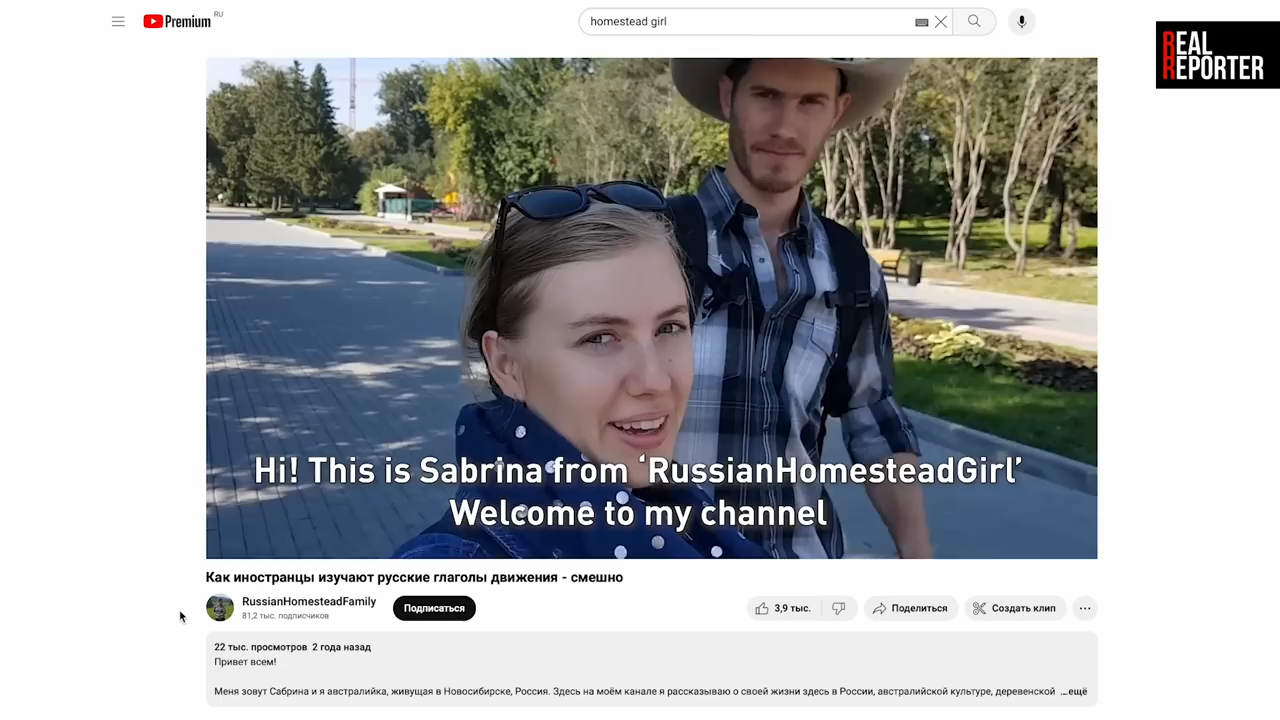 Premium RU
homestead girl
REAL
REPORTER
Hi! This is Sabrina from ‘RussianHomesteadGirl’
Welcome to my channel
Как иностранцы изучают русские глаголы движения - смешно
RussianHomesteadFamily
81,2 тыс. подписчиков
Подписаться
3,9 тыс.
Поделиться
Создать клип
22 тыс. просмотров 2 года назад
Привет всем!
Меня зовут Сабрина и я австралийка, живущая в Новосибирске, Россия. Здесь на моём канале я рассказываю о своей жизни здесь в России, австралийской культуре, деревенской ...ещё